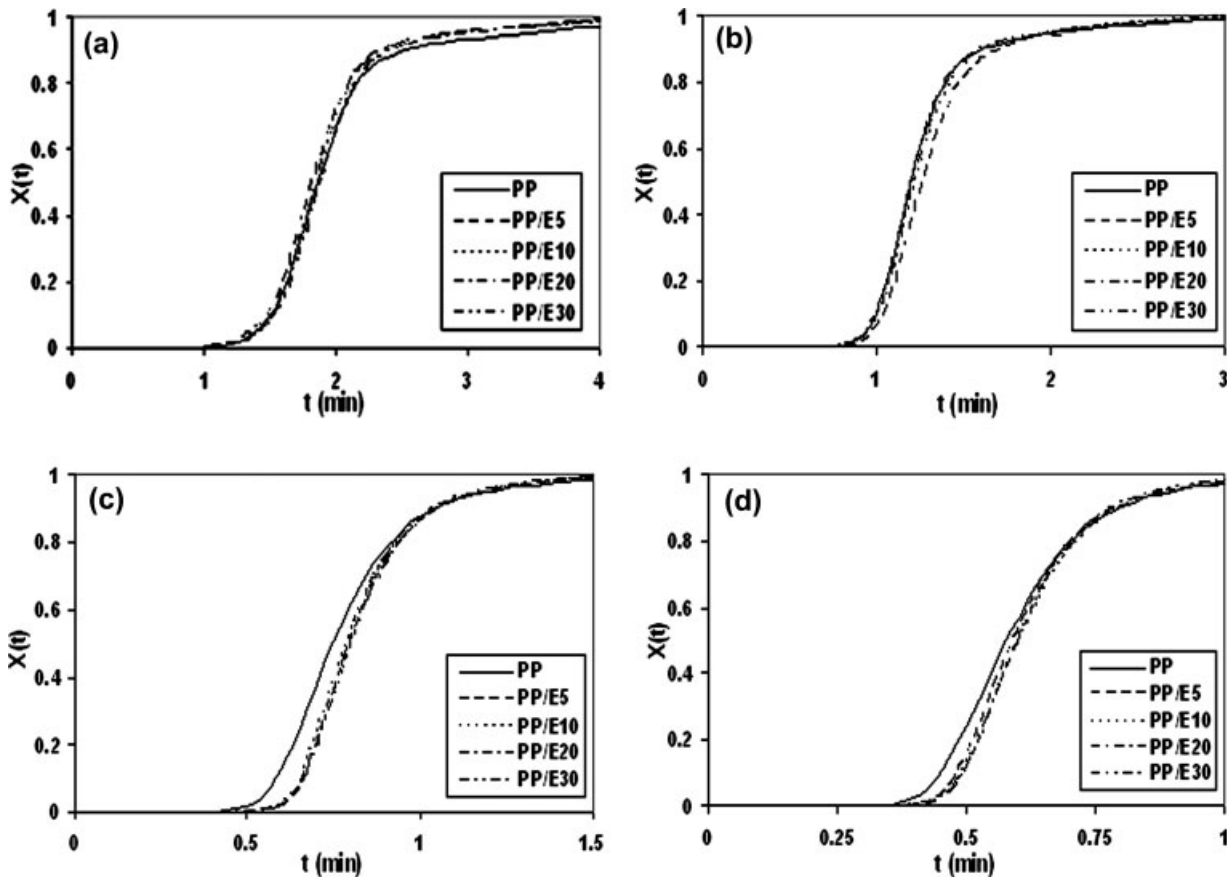 (a)
X(t)
1
0.8
0.6
0.4
0.2
0
0 1 2 3 4
t (min)
PP
PP/E5
PP/E10
PP/E20
PP/E30
(b)
X(t)
1
0.8
0.6
0.4
0.2
0
0 1 2 3
t (min)
PP
PP/E5
PP/E10
PP/E20
PP/E30
(c)
X(t)
1
0.8
0.6
0.4
0.2
0
0 0.5 1 1.5
t (min)
PP
PP/E5
PP/E10
PP/E20
PP/E30
(d)
X(t)
1
0.8
0.6
0.4
0.2
0
0 0.25 0.5 0.75 1
t (min)
PP
PP/E5
PP/E10
PP/E20
PP/E30